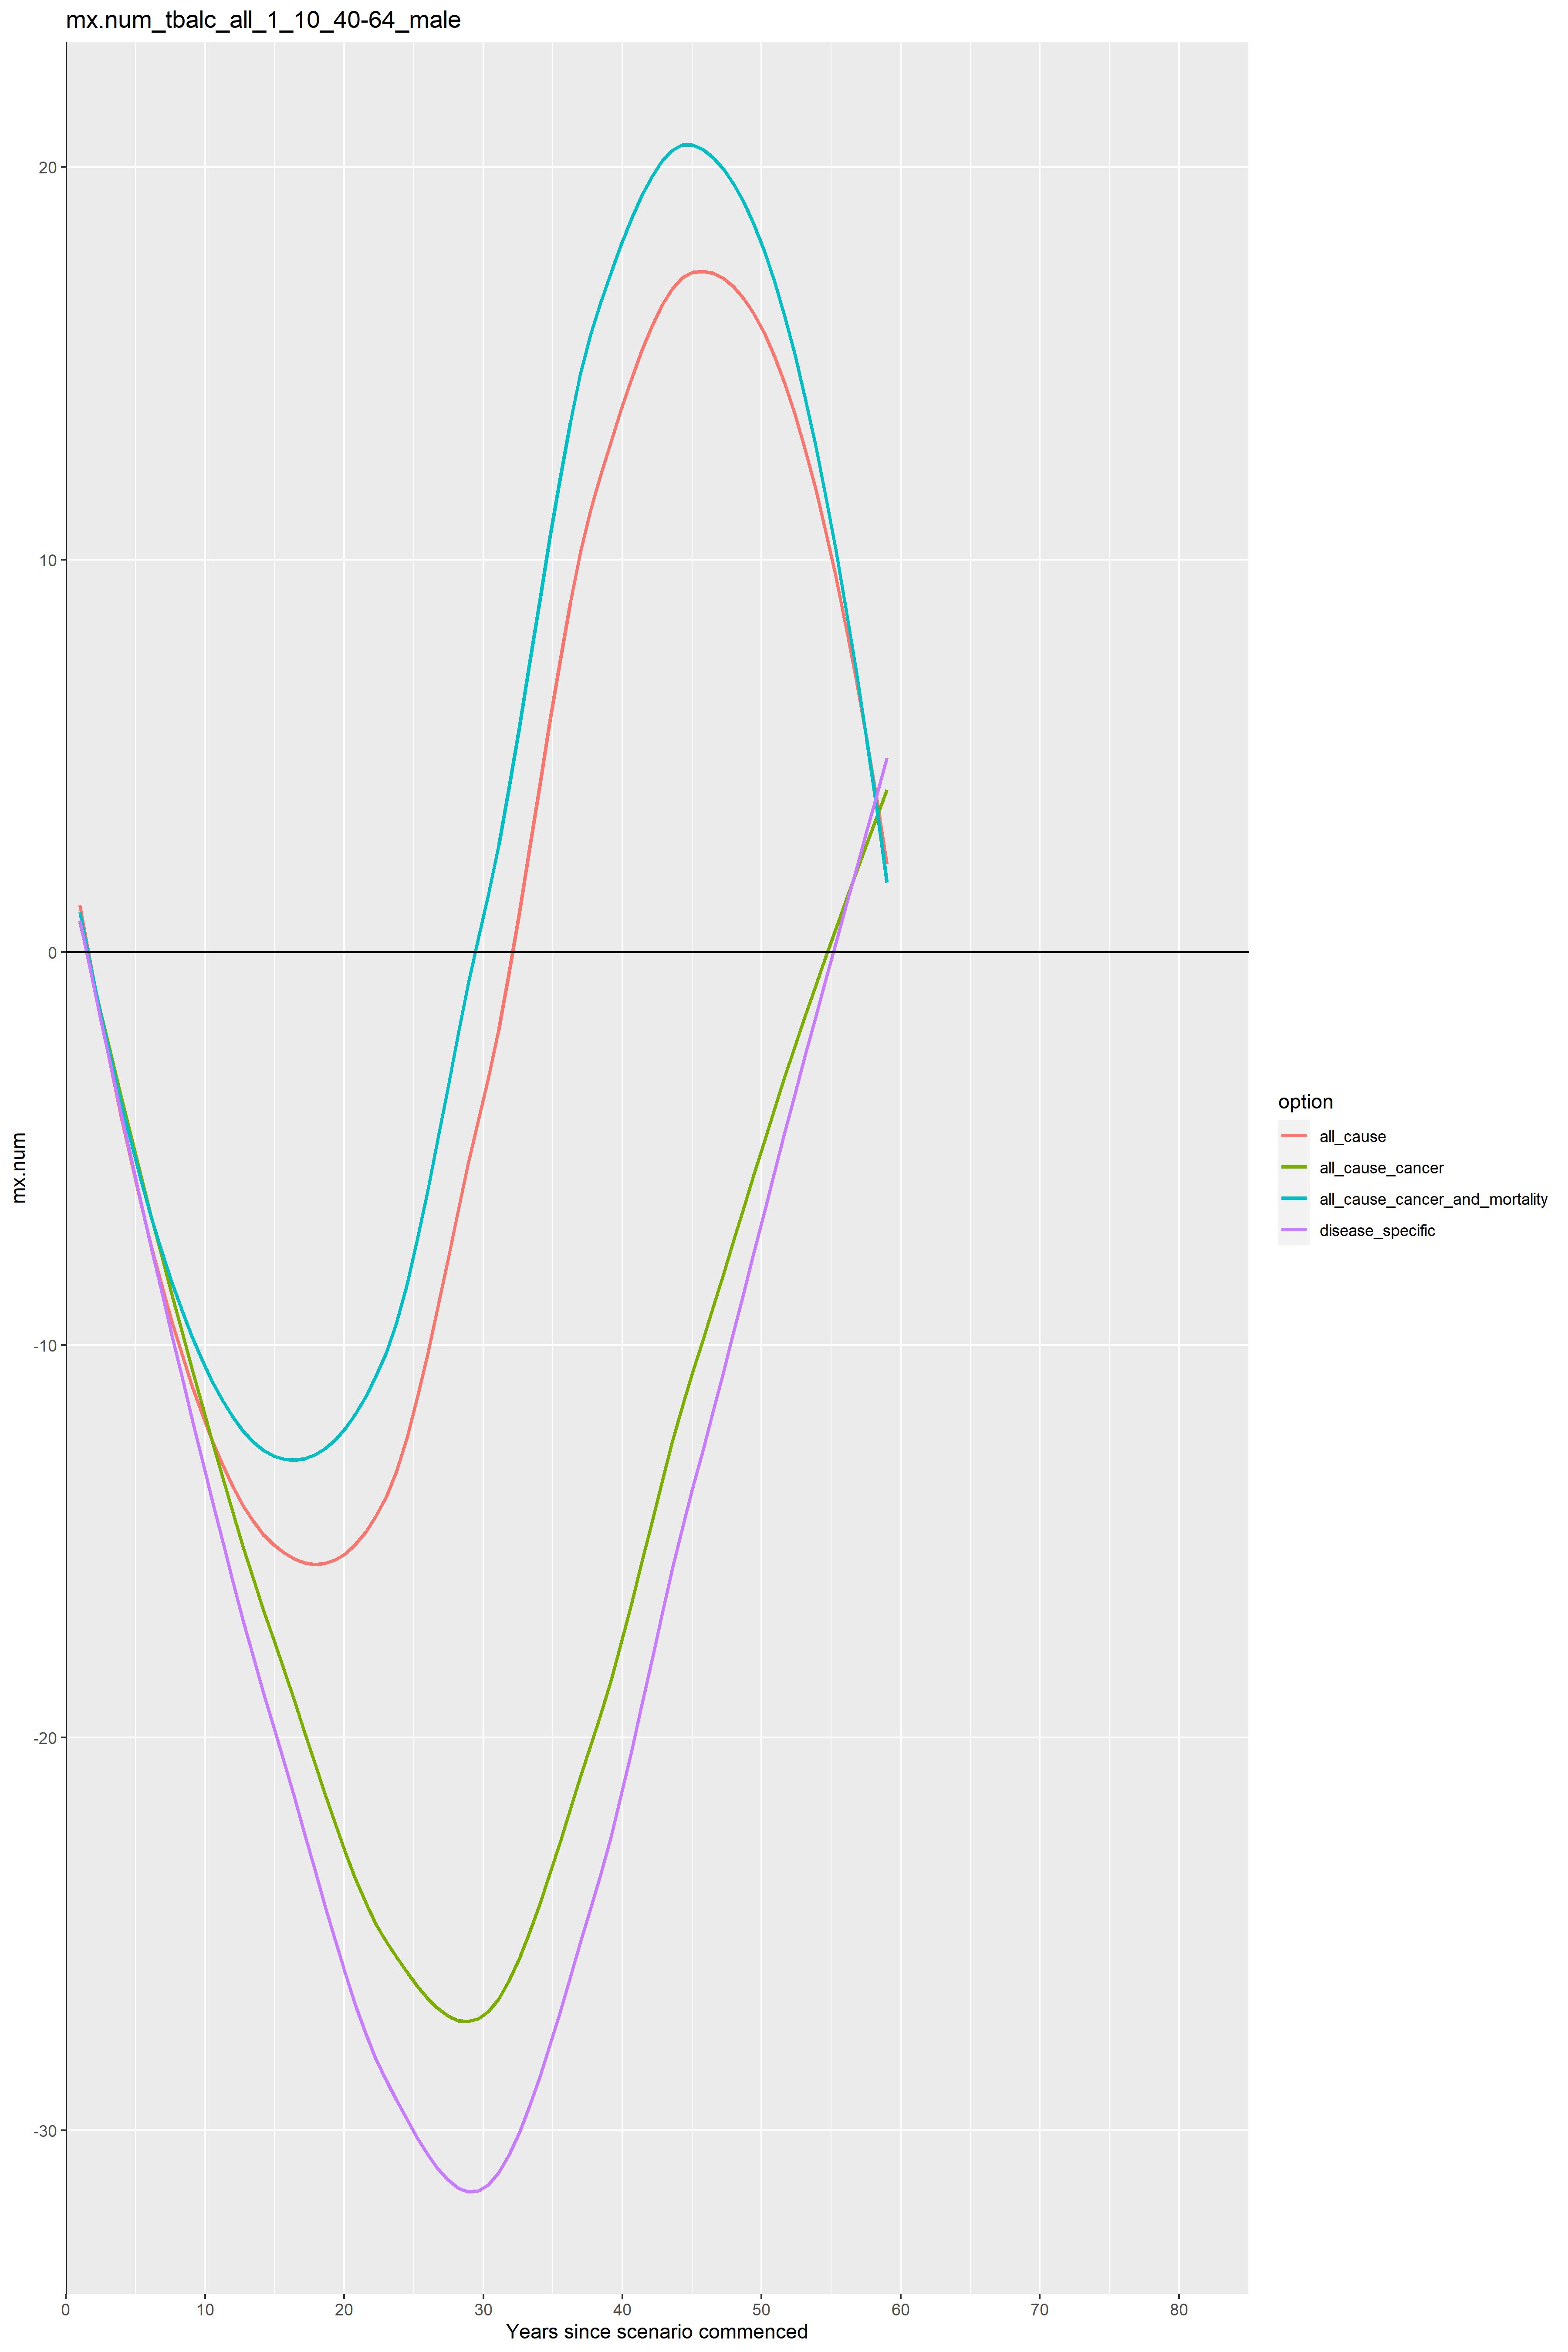 mx.num_tbalc_all_1_10_40-64_male
20
10
0
-10
-20
-30
mx.num
0 10 20 30 40 50 60 70 80
Years since scenario commenced
option
all_cause
all_cause_cancer
all_cause_cancer_and_mortality
disease_specific